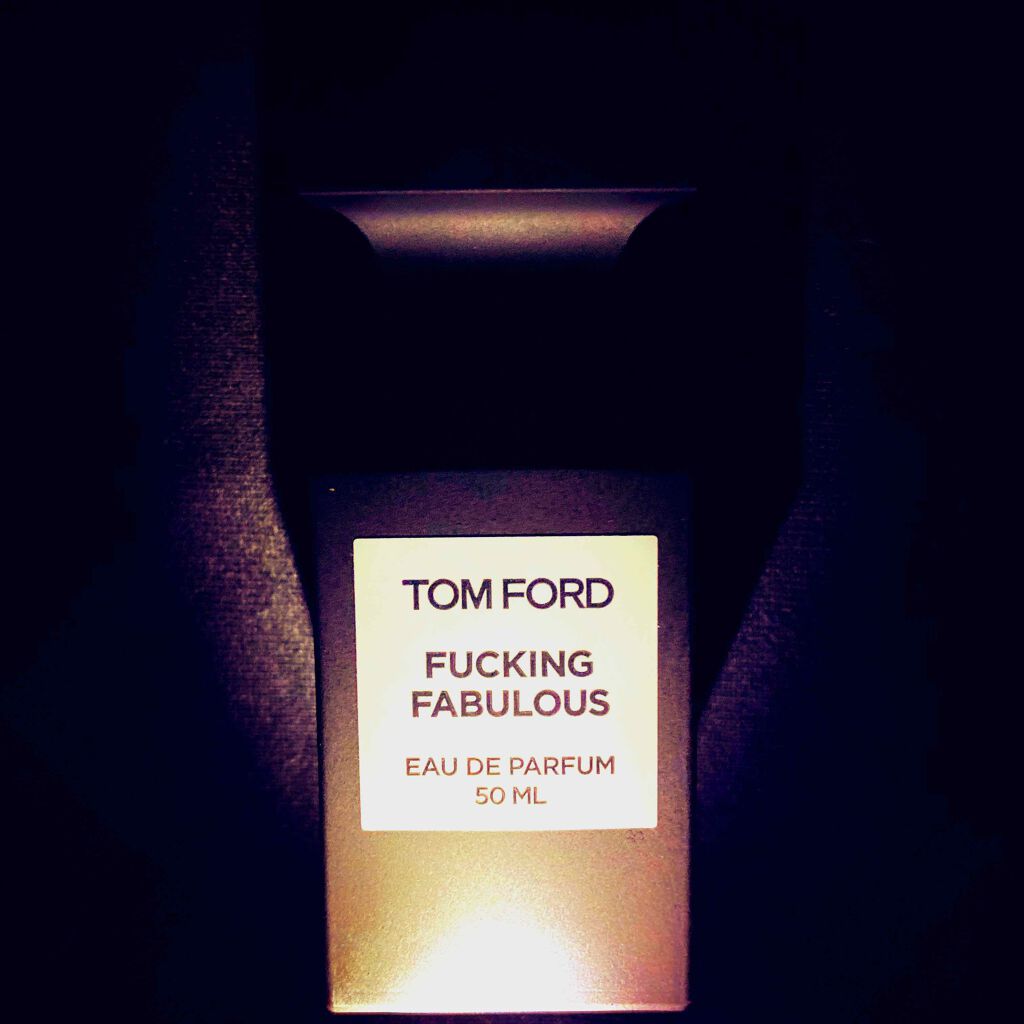 TOM FORD
FUCKING
FABULOUS
EAU DE PARFUM
50 ML